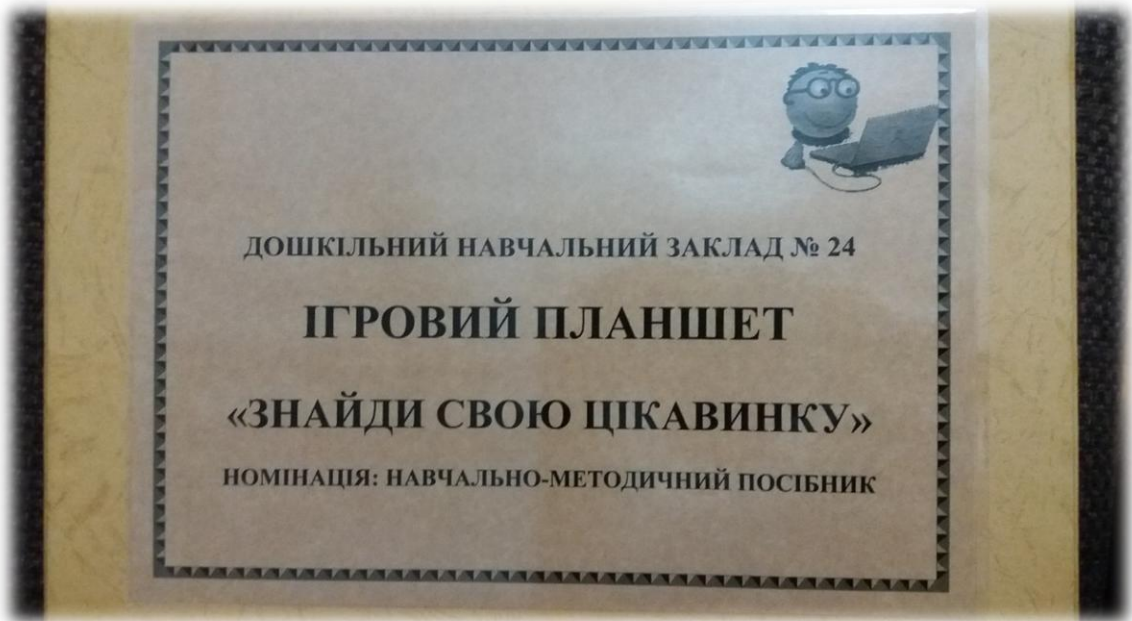 ДОШКІЛЬНИЙ НАВЧАЛЬНИЙ ЗАКЛАД № 24
ІГРОВИЙ ПЛАНШЕТ
«ЗНАЙДИ СВОЮ ЦІКАВИНКУ»
НОМІНАЦІЯ: НАВЧАЛЬНО-МЕТОДИЧНИЙ ПОСІБНИК